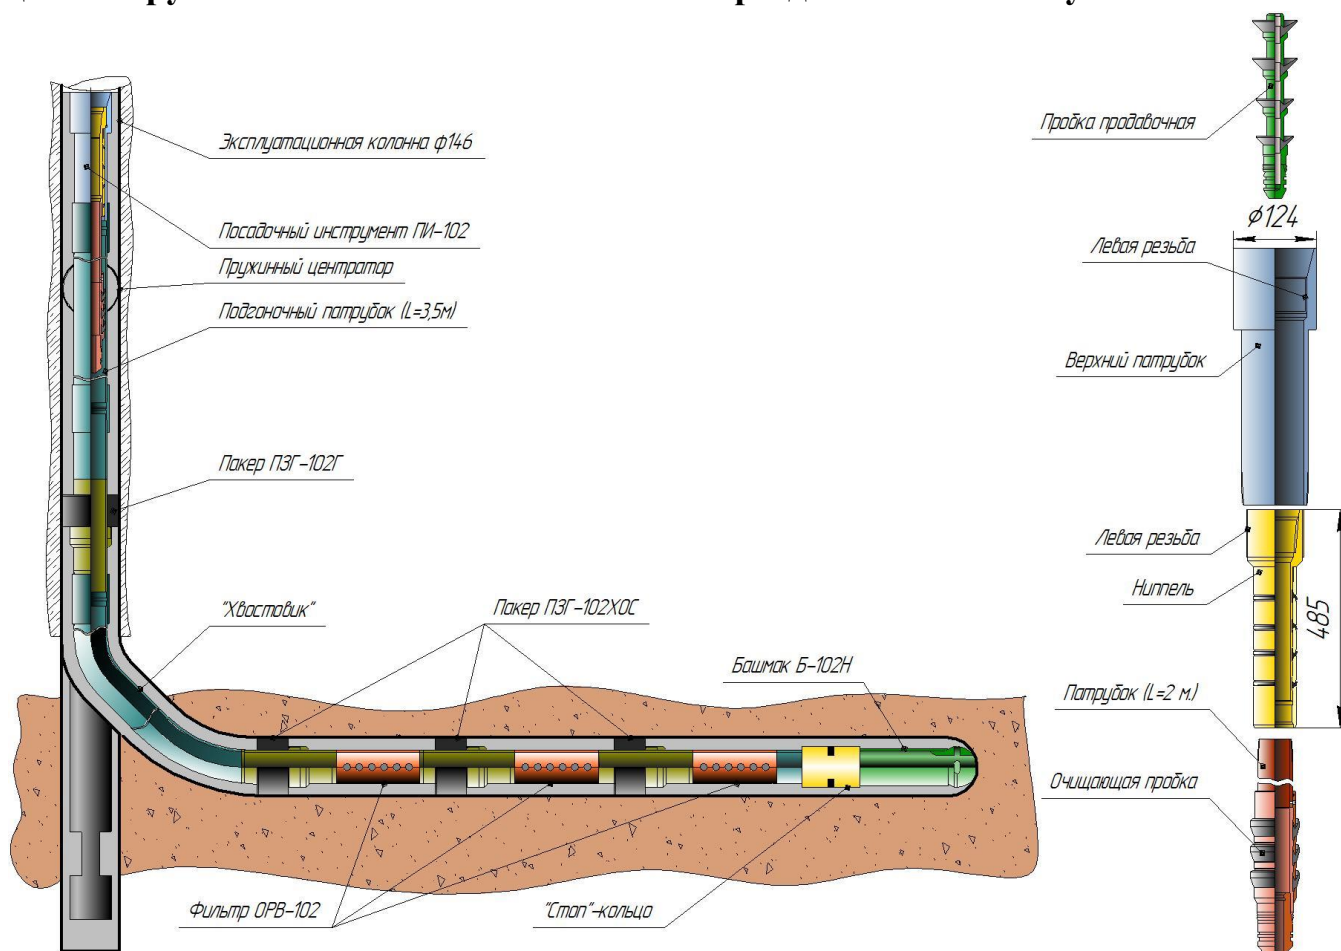 Эксплуатационная колонна ф146
Посадочный инструмент ПИ-102
Пружинный центратор
Подгоночный патрубок (L=3,5м)
Пакер ПЗГ-102Г
"Хвостовик"
Пакер ПЗГ-102ХОС
Башмак Б-102Н
Фильтр ОРВ-102
"Стоп"-кольцо
Пробка продавочная
ф124
Левая резьба
Верхний патрубок
Левая резьба
Ниппель
485
Патрубок (L=2 м.)
Очищающая пробка